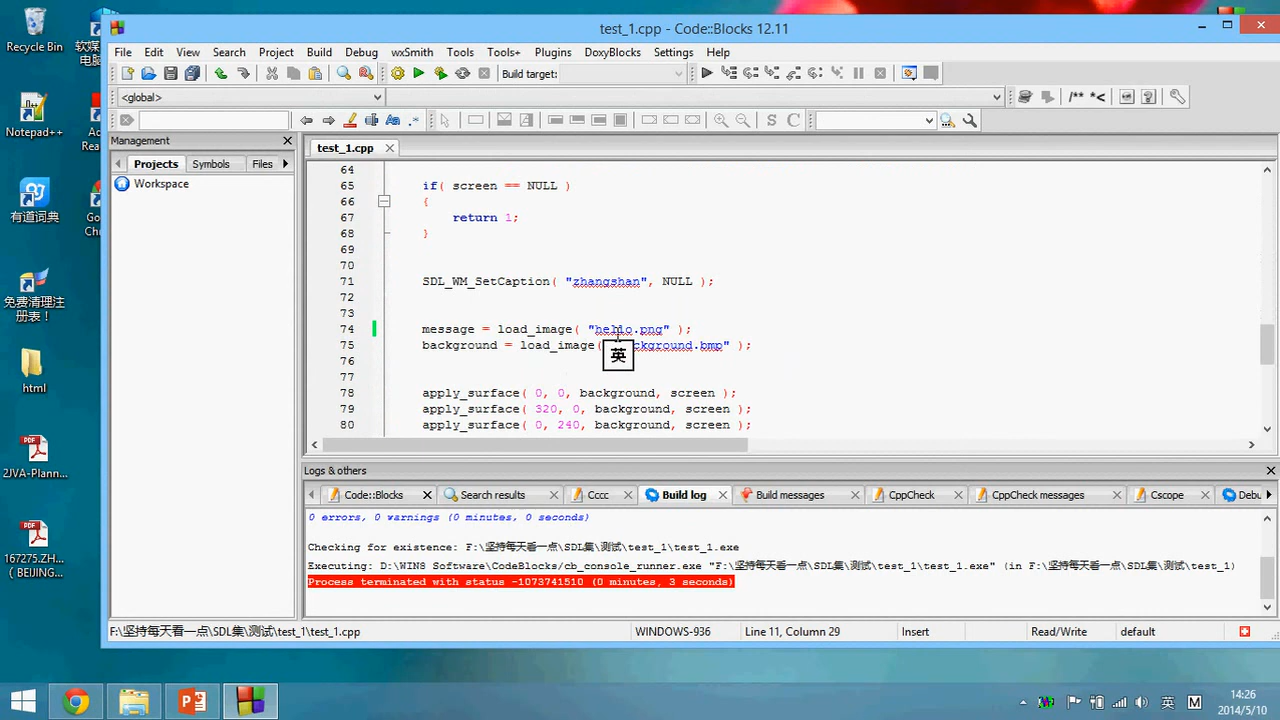 test_1.cpp - Code::Blocks 12.11
File Edit View Search Project Build Debug wxSmith Tools Tools+ Plugins DoxyBlocks Settings Help
Build target:
<global>
/** *<
Aa .*
S C
Management
Projects Symbols Files
Workspace
test_1.cpp
64
65 if( screen == NULL )
66 {
67 return 1;
68 }
69
70
71 SDL_WM_SetCaption( "zhangshan", NULL );
72
73
74 message = load_image( "hello.png" );
75 background = load_image( ckground.bmp" );
英
76
77
78 apply_surface( 0, 0, background, screen );
79 apply_surface( 320, 0, background, screen );
80 apply_surface( 0, 240, background, screen );
Logs & others
Code::Blocks Search results Cccc Build log Build messages CppCheck CppCheck messages Cscope Debu
0 errors, 0 warnings (0 minutes, 0 seconds)
Checking for existence: F:\坚持每天看一点\SDL集\测试\test_1\test_1.exe
Executing: D:\WIN8 Software\CodeBlocks/cb_console_runner.exe "F:\坚持每天看一点\SDL集\测试\test_1\test_1.exe" (in F:\坚持每天看一点\SDL集\测试\test_1)
Process terminated with status -1073741510 (0 minutes, 3 seconds)
F:\坚持每天看一点\SDL集\测试\test_1\test_1.cpp WINDOWS-936 Line 11, Column 29 Insert Read/Write default
Recycle Bin
软媒
电脑
Notepad++
Ad
Rea
有道词典
Go
Ch
免费清理注
册表！
html
2JVA-Plann...
167275.ZH...
( BEIJING...
英 M
14:26
2014/5/10